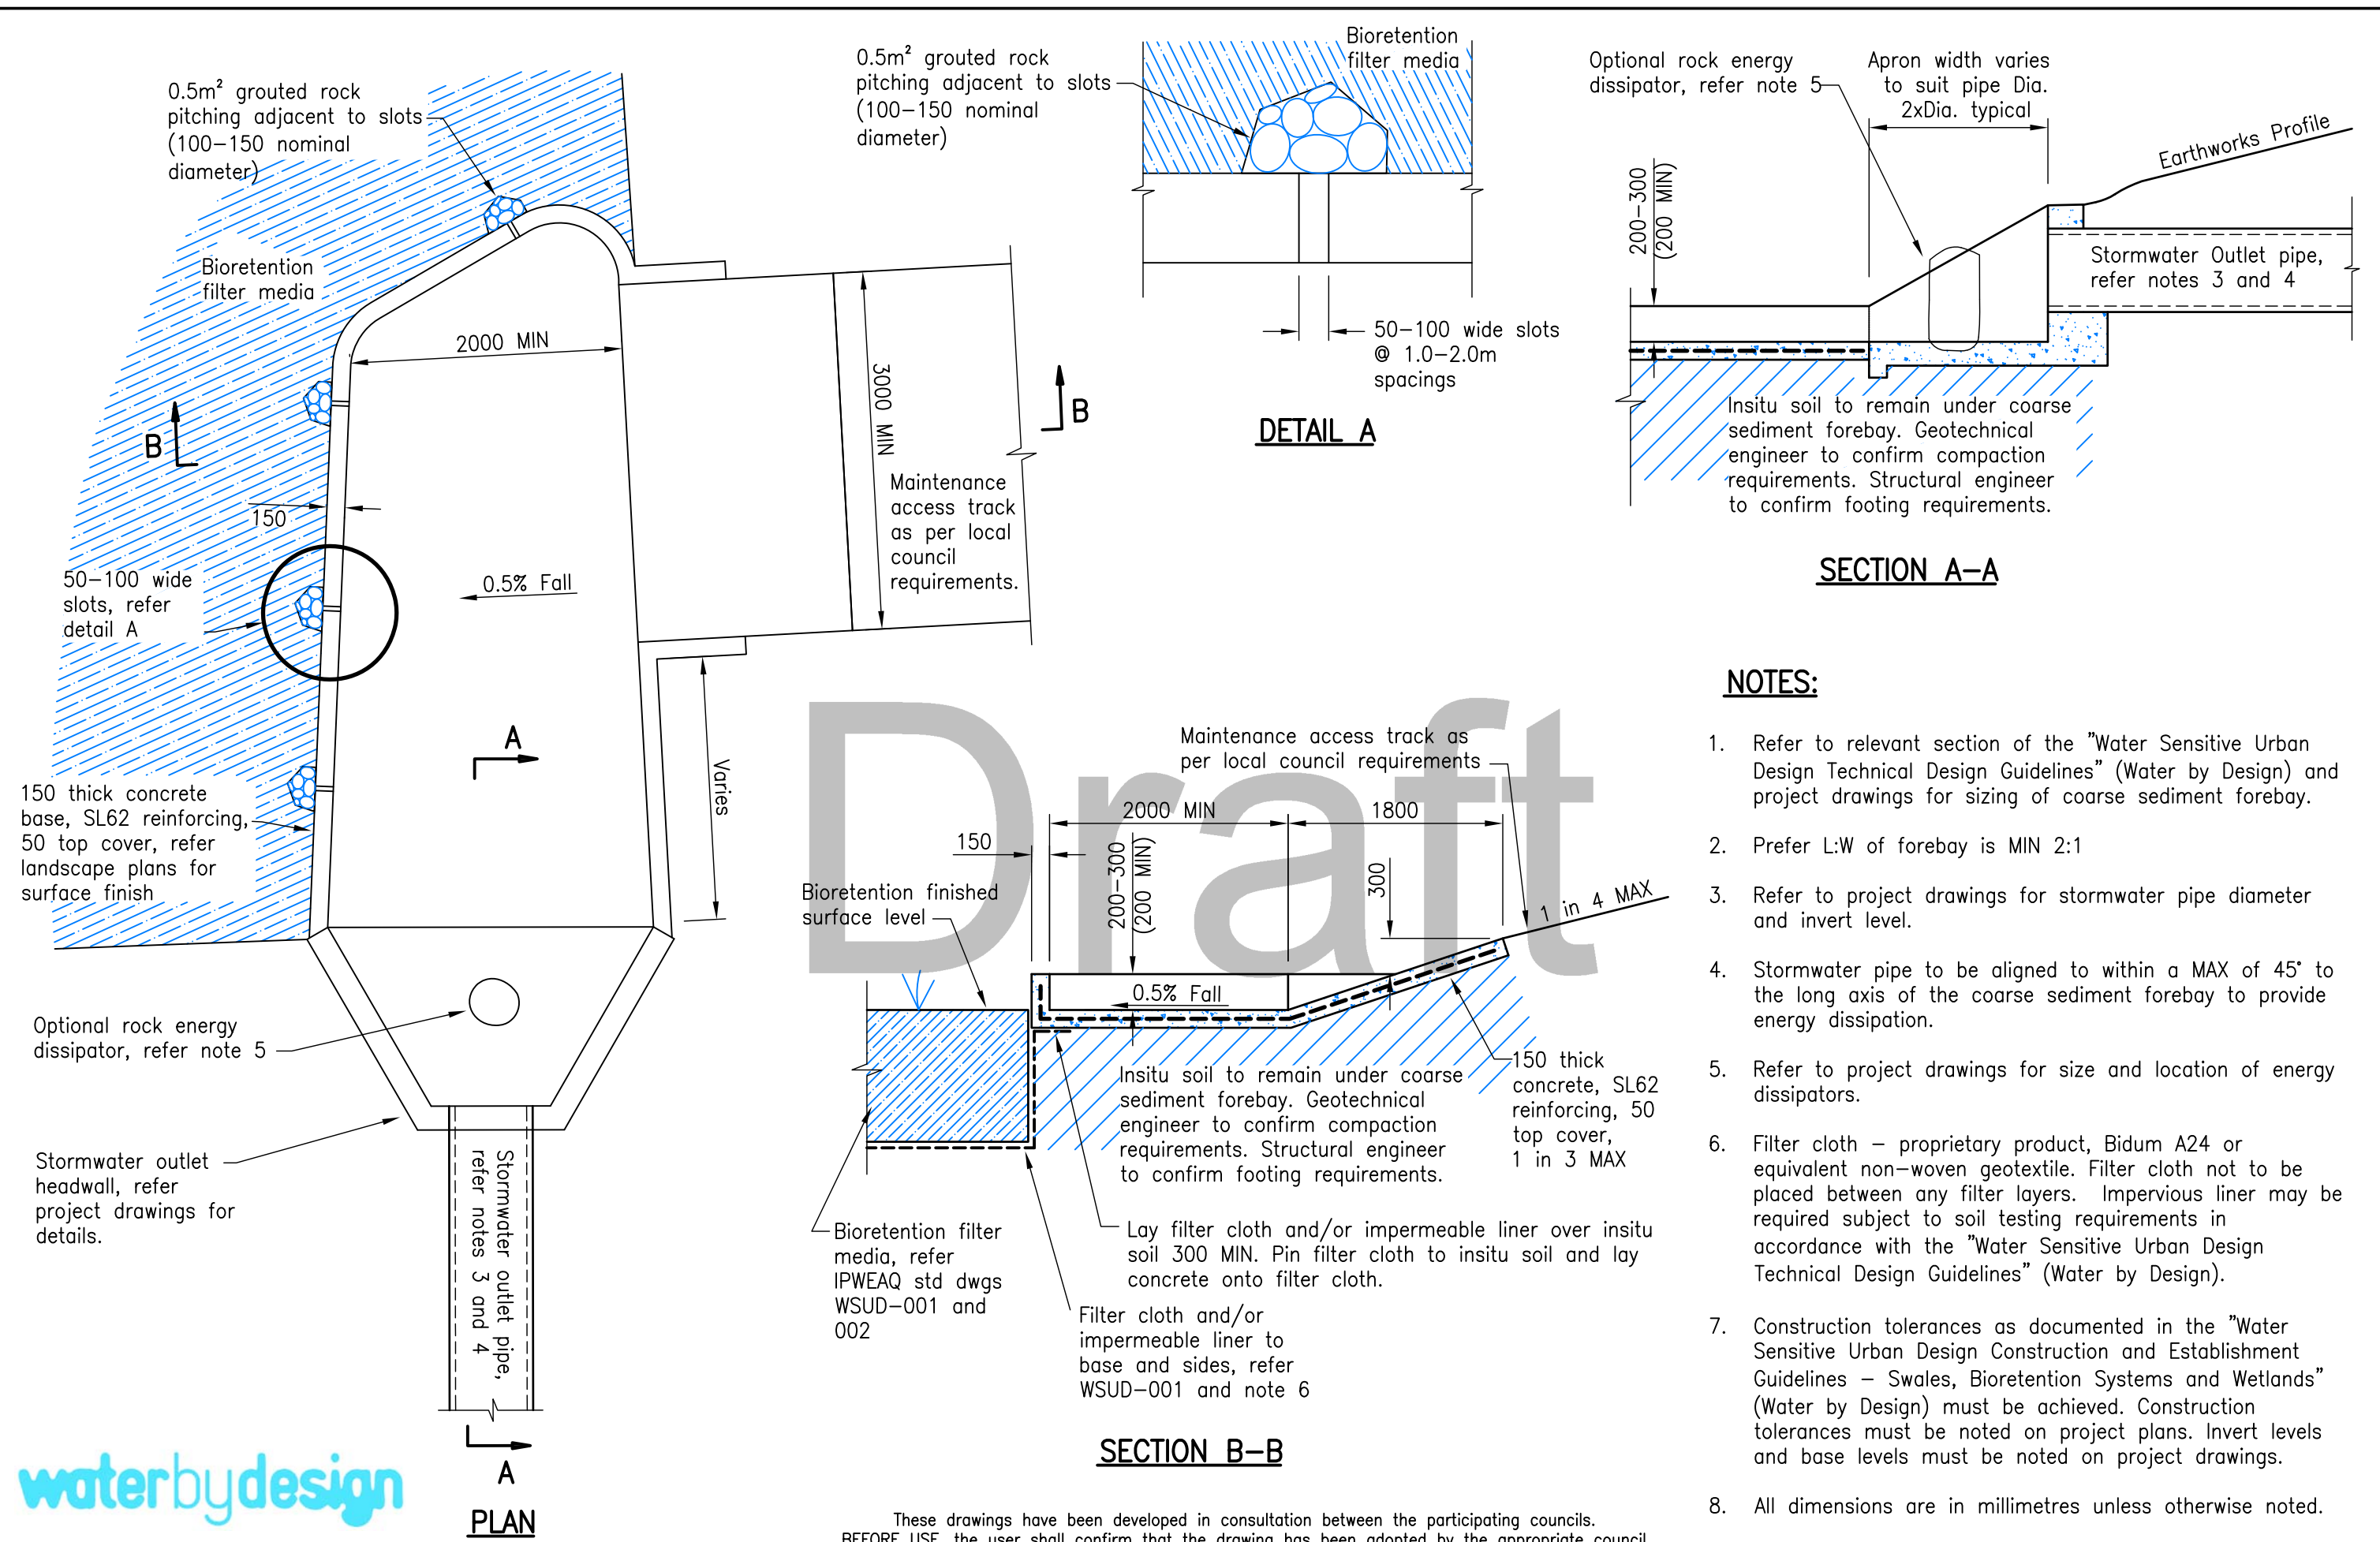 0.5m² grouted rock
pitching adjacent to slots
(100-150 nominal
diameter)
Bioretention
filter media
2000 MIN
3000 MIN
B
B
150
Maintenance
access track
as per local
council
requirements.
50-100 wide
slots, refer
detail A
0.5% Fall
A
Varies
150 thick concrete
base, SL62 reinforcing,
50 top cover, refer
landscape plans for
surface finish
Optional rock energy
dissipator, refer note 5
Stormwater outlet
headwall, refer
project drawings for
details.
Stormwater outlet pipe,
refer notes 3 and 4
A
PLAN
waterbydesign
0.5m² grouted rock
pitching adjacent to slots
(100-150 nominal
diameter)
Bioretention
filter media
50-100 wide slots
@ 1.0-2.0m
spacings
DETAIL A
Optional rock energy
dissipator, refer note 5
Apron width varies
to suit pipe Dia.
2xDia. typical
Earthworks Profile
200-300
(200 MIN)
Stormwater Outlet pipe,
refer notes 3 and 4
Insitu soil to remain under coarse
sediment forebay. Geotechnical
engineer to confirm compaction
requirements. Structural engineer
to confirm footing requirements.
SECTION A-A
Draft
Maintenance access track as
per local council requirements
2000 MIN
1800
150
200-300
(200 MIN)
300
1 in 4 MAX
Bioretention finished
surface level
0.5% Fall
Insitu soil to remain under coarse
sediment forebay. Geotechnical
engineer to confirm compaction
requirements. Structural engineer
to confirm footing requirements.
150 thick
concrete, SL62
reinforcing, 50
top cover,
1 in 3 MAX
Bioretention filter
media, refer
IPWEAQ std dwgs
WSUD-001 and
002
Lay filter cloth and/or impermeable liner over insitu
soil 300 MIN. Pin filter cloth to insitu soil and lay
concrete onto filter cloth.
Filter cloth and/or
impermeable liner to
base and sides, refer
WSUD-001 and note 6
SECTION B-B
These drawings have been developed in consultation between the participating councils.
BEFORE USE, the user shall confirm that the drawing has been adopted by the appropriate council
NOTES:
1. Refer to relevant section of the "Water Sensitive Urban
Design Technical Design Guidelines" (Water by Design) and
project drawings for sizing of coarse sediment forebay.
2. Prefer L:W of forebay is MIN 2:1
3. Refer to project drawings for stormwater pipe diameter
and invert level.
4. Stormwater pipe to be aligned to within a MAX of 45° to
the long axis of the coarse sediment forebay to provide
energy dissipation.
5. Refer to project drawings for size and location of energy
dissipators.
6. Filter cloth - proprietary product, Bidum A24 or
equivalent non-woven geotextile. Filter cloth not to be
placed between any filter layers. Impervious liner may be
required subject to soil testing requirements in
accordance with the "Water Sensitive Urban Design
Technical Design Guidelines" (Water by Design).
7. Construction tolerances as documented in the "Water
Sensitive Urban Design Construction and Establishment
Guidelines - Swales, Bioretention Systems and Wetlands"
(Water by Design) must be achieved. Construction
tolerances must be noted on project plans. Invert levels
and base levels must be noted on project drawings.
8. All dimensions are in millimetres unless otherwise noted.